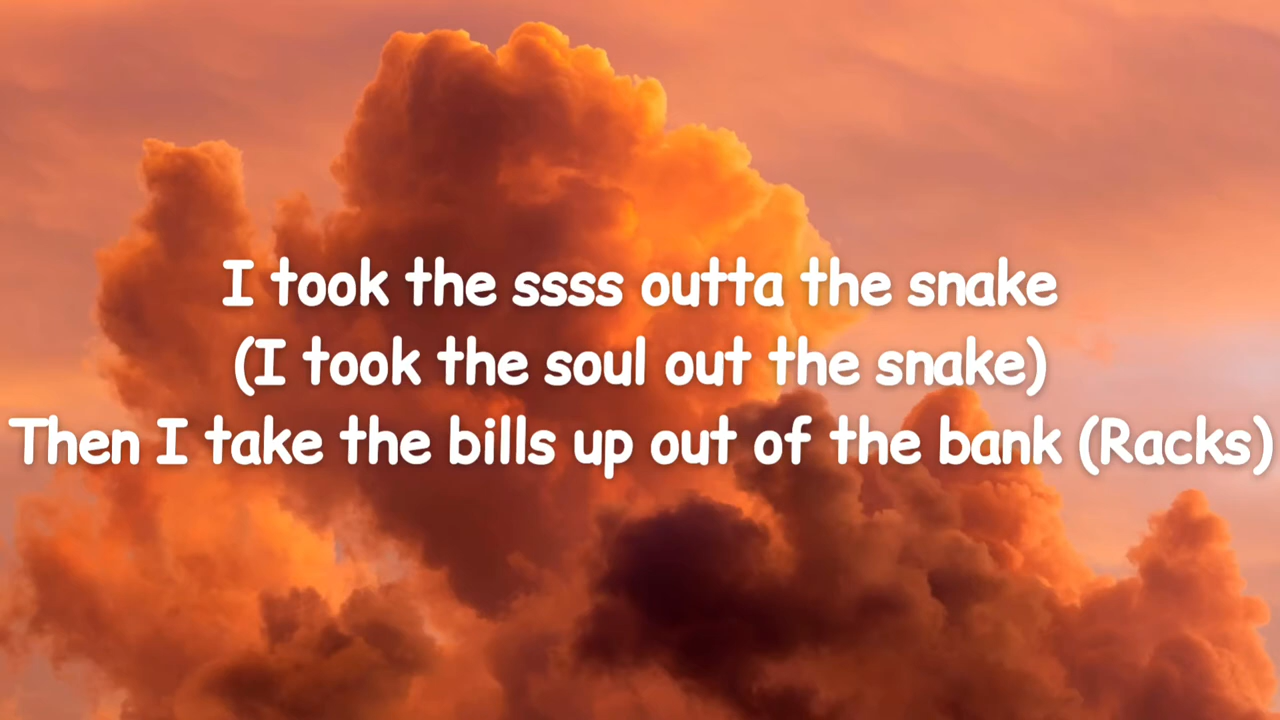 I took the ssss outta the snake
(I took the soul out the snake)
Then I take the bills up out of the bank (Racks)